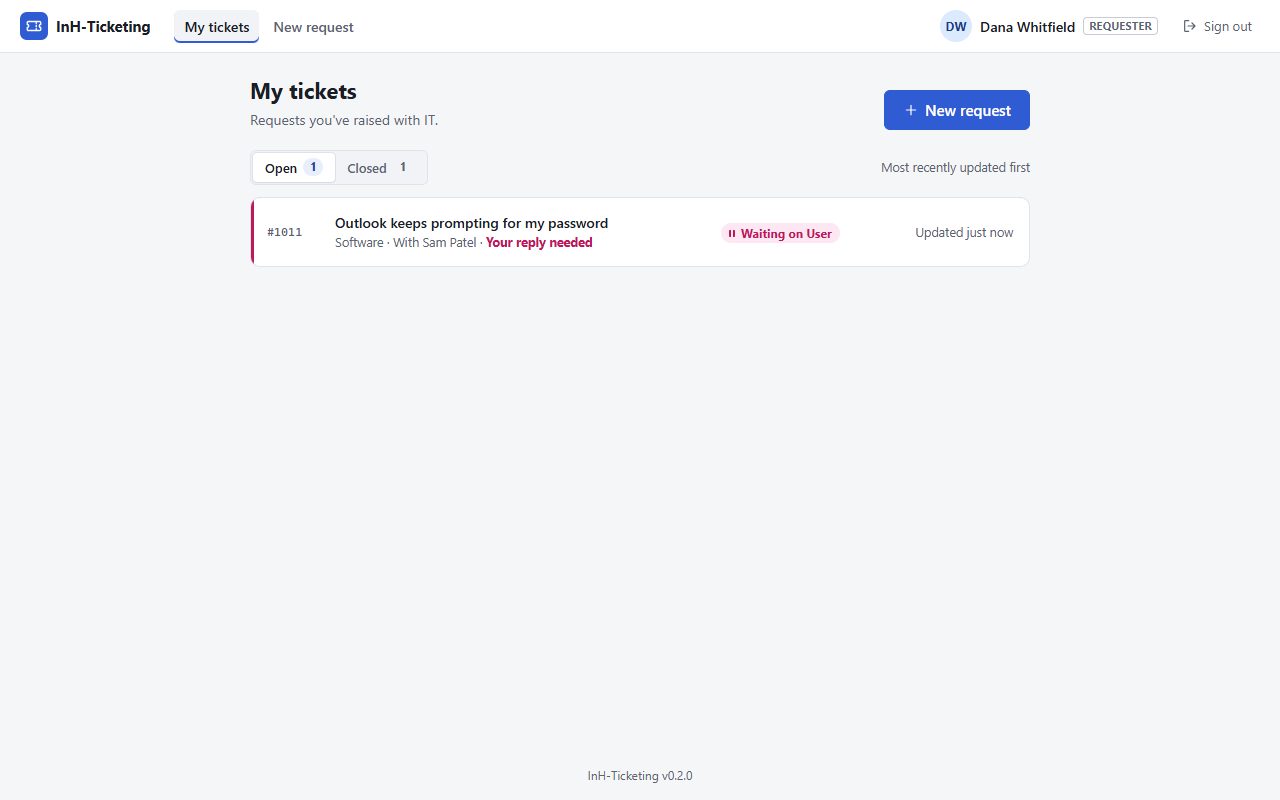 InH-Ticketing My tickets New request DW Dana Whitfield REQUESTER Sign out
My tickets
Requests you've raised with IT.
+ New request
Open 1 Closed 1 Most recently updated first
#1011 Outlook keeps prompting for my password
Software · With Sam Patel · Your reply needed
Waiting on User Updated just now
InH-Ticketing v0.2.0